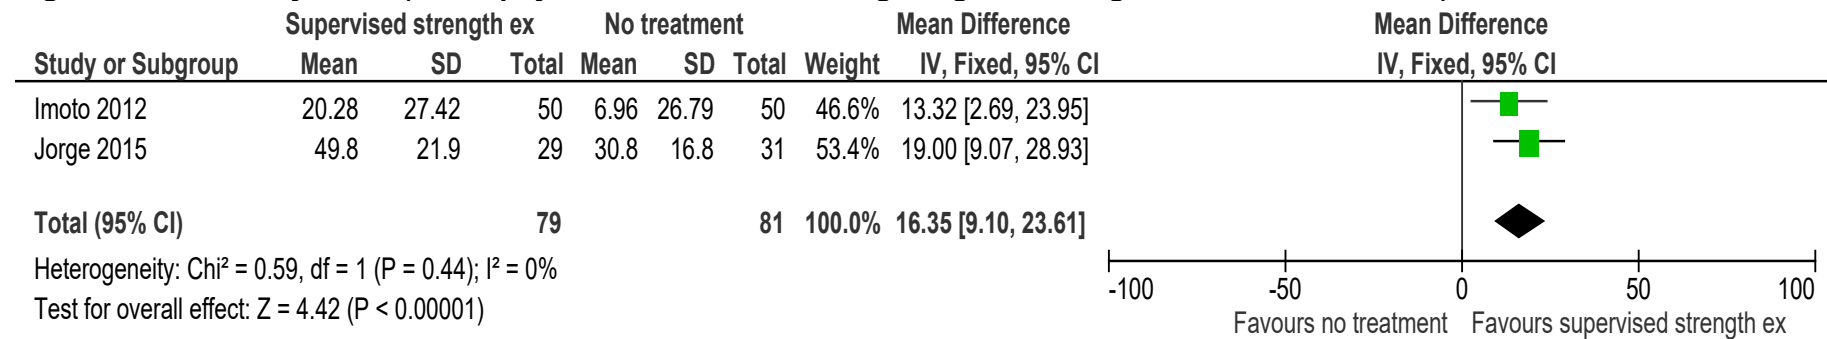 Supervised strength ex No treatment Mean Difference Mean Difference
Study or Subgroup Mean SD Total Mean SD Total Weight IV, Fixed, 95% CI IV, Fixed, 95% CI
Imoto 2012 20.28 27.42 50 6.96 26.79 50 46.6% 13.32 [2.69, 23.95]
Jorge 2015 49.8 21.9 29 30.8 16.8 31 53.4% 19.00 [9.07, 28.93]
Total (95% CI) 79 81 100.0% 16.35 [9.10, 23.61]
Heterogeneity: Chi² = 0.59, df = 1 (P = 0.44); I² = 0%
Test for overall effect: Z = 4.42 (P < 0.00001)
-100 -50 0 50 100
Favours no treatment Favours supervised strength ex